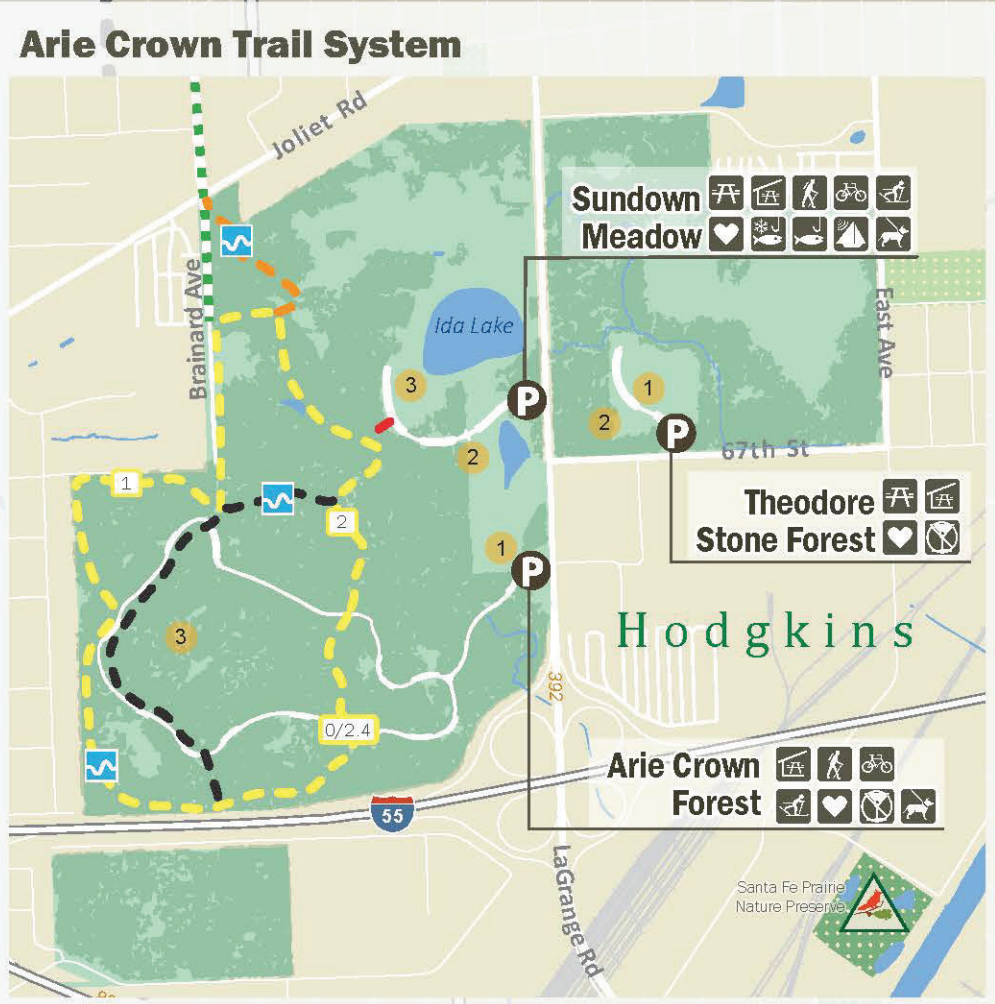 Arie Crown Trail System
Joliet Rd
Sundown
Meadow
Brainard Ave
Ida Lake
East Ave
3
1
P
2
2
P
67th St
1
2
Theodore
Stone Forest
1
P
3
Hodgkins
392
0/2.4
Arie Crown
Forest
55
LaGrange Rd
Santa Fe Prairie
Nature Preserve